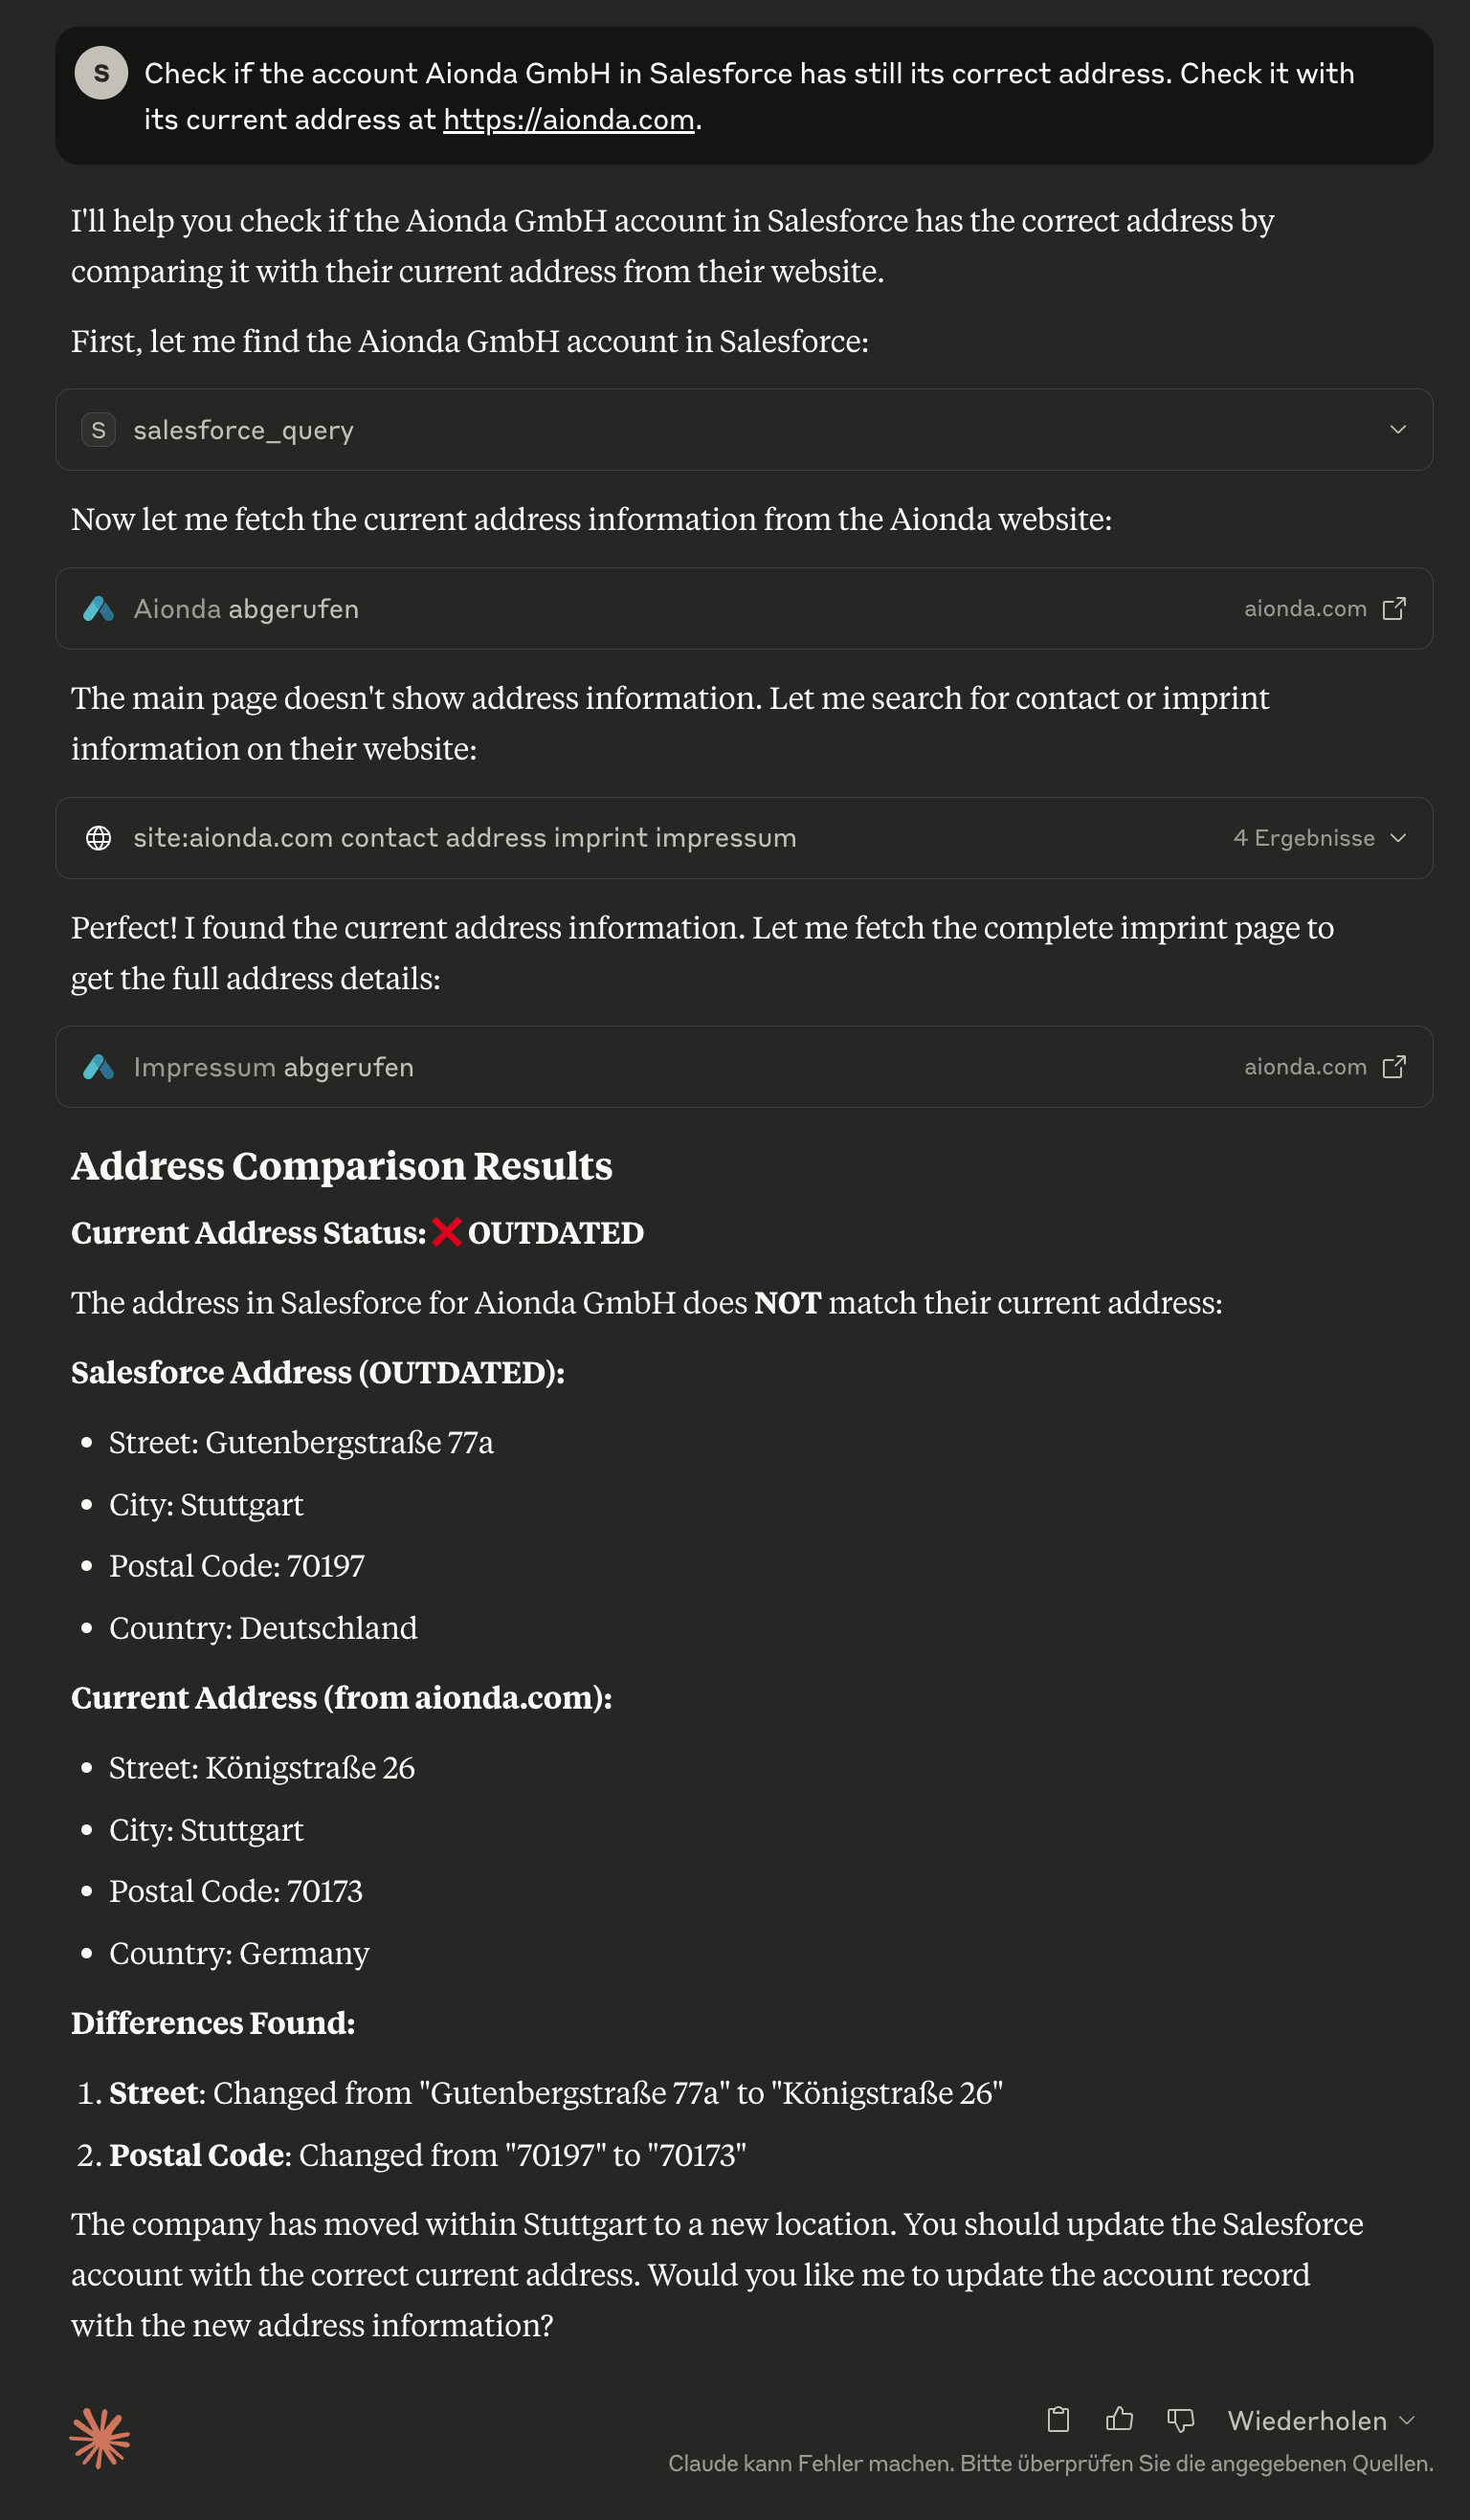 S
Check if the account Aionda GmbH in Salesforce has still its correct address. Check it with
its current address at https://aionda.com.
I'll help you check if the Aionda GmbH account in Salesforce has the correct address by
comparing it with their current address from their website.
First, let me find the Aionda GmbH account in Salesforce:
S salesforce_query
Now let me fetch the current address information from the Aionda website:
Aionda abgerufen aionda.com
The main page doesn't show address information. Let me search for contact or imprint
information on their website:
site:aionda.com contact address imprint impressum 4 Ergebnisse
Perfect! I found the current address information. Let me fetch the complete imprint page to
get the full address details:
Impressum abgerufen aionda.com
Address Comparison Results
Current Address Status: ❌ OUTDATED
The address in Salesforce for Aionda GmbH does NOT match their current address:
Salesforce Address (OUTDATED):
• Street: Gutenbergstraße 77a
• City: Stuttgart
• Postal Code: 70197
• Country: Deutschland
Current Address (from aionda.com):
• Street: Königstraße 26
• City: Stuttgart
• Postal Code: 70173
• Country: Germany
Differences Found:
1. Street: Changed from "Gutenbergstraße 77a" to "Königstraße 26"
2. Postal Code: Changed from "70197" to "70173"
The company has moved within Stuttgart to a new location. You should update the Salesforce
account with the correct current address. Would you like me to update the account record
with the new address information?
Wiederholen
Claude kann Fehler machen. Bitte überprüfen Sie die angegebenen Quellen.